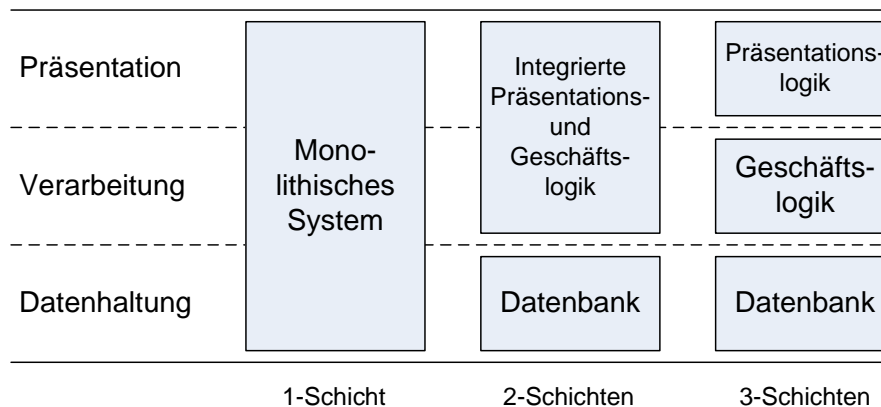 Präsentation
Verarbeitung
Datenhaltung
Mono-
lithisches
System
Integrierte
Präsentations-
und
Geschäfts-
logik
Datenbank
Präsentations-
logik
Geschäfts-
logik
Datenbank
1-Schicht
2-Schichten
3-Schichten